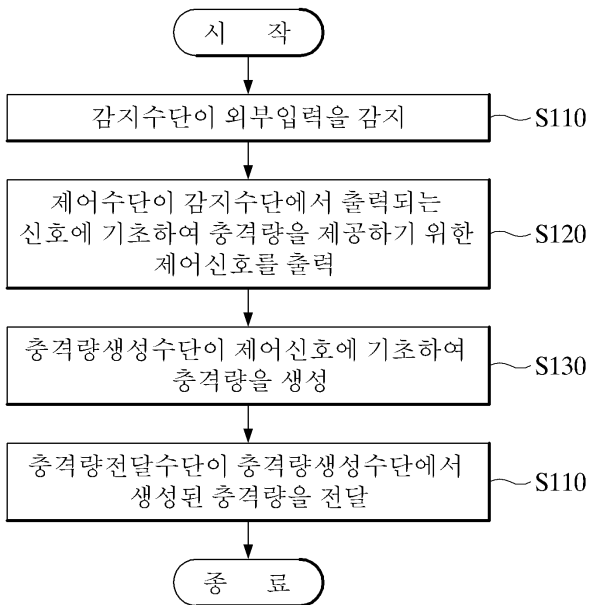 시 작
감지수단이 외부입력을 감지
S110
제어수단이 감지수단에서 출력되는
신호에 기초하여 충격량을 제공하기 위한
제어신호를 출력
S120
충격량생성수단이 제어신호에 기초하여
충격량을 생성
S130
충격량전달수단이 충격량생성수단에서
생성된 충격량을 전달
S110
종 료